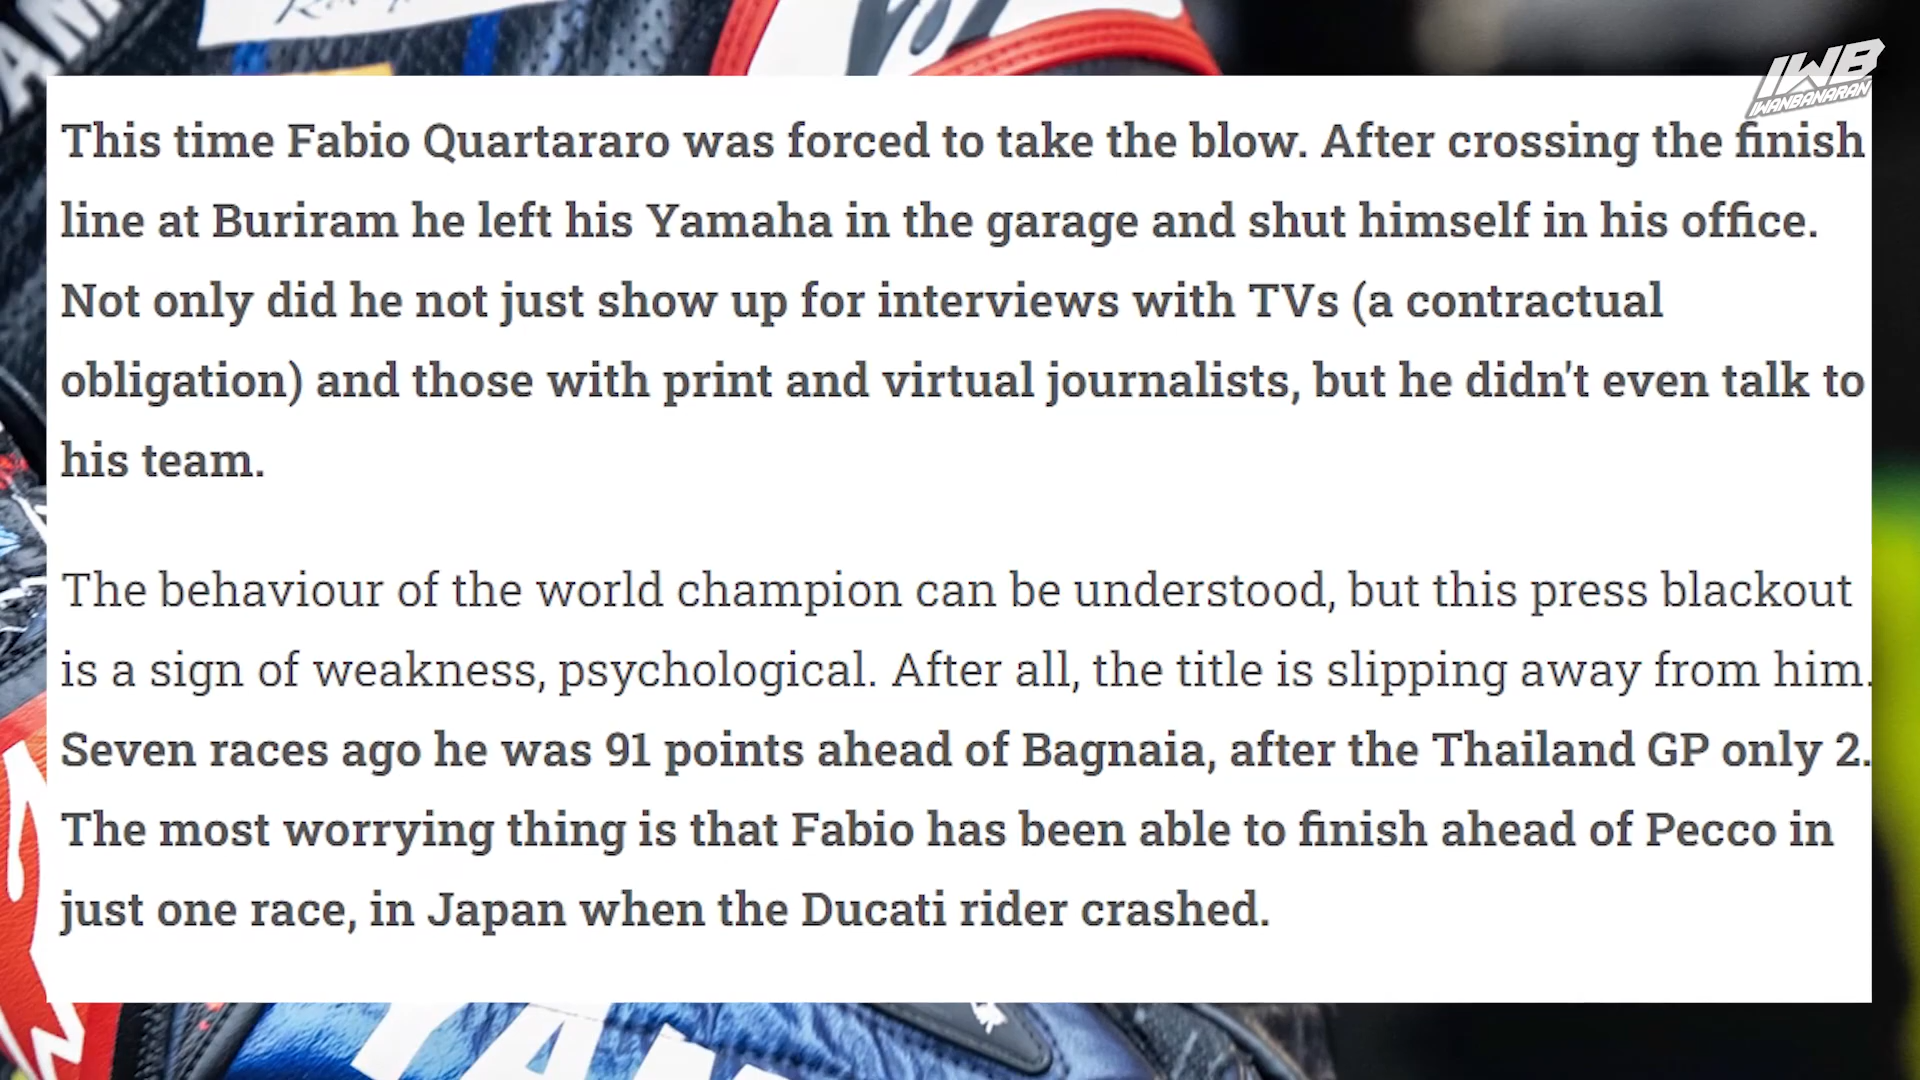 IWB
IWANBANARAN
This time Fabio Quartararo was forced to take the blow. After crossing the finish
line at Buriram he left his Yamaha in the garage and shut himself in his office.
Not only did he not just show up for interviews with TVs (a contractual
obligation) and those with print and virtual journalists, but he didn't even talk to
his team.
The behaviour of the world champion can be understood, but this press blackout
is a sign of weakness, psychological. After all, the title is slipping away from him.
Seven races ago he was 91 points ahead of Bagnaia, after the Thailand GP only 2.
The most worrying thing is that Fabio has been able to finish ahead of Pecco in
just one race, in Japan when the Ducati rider crashed.